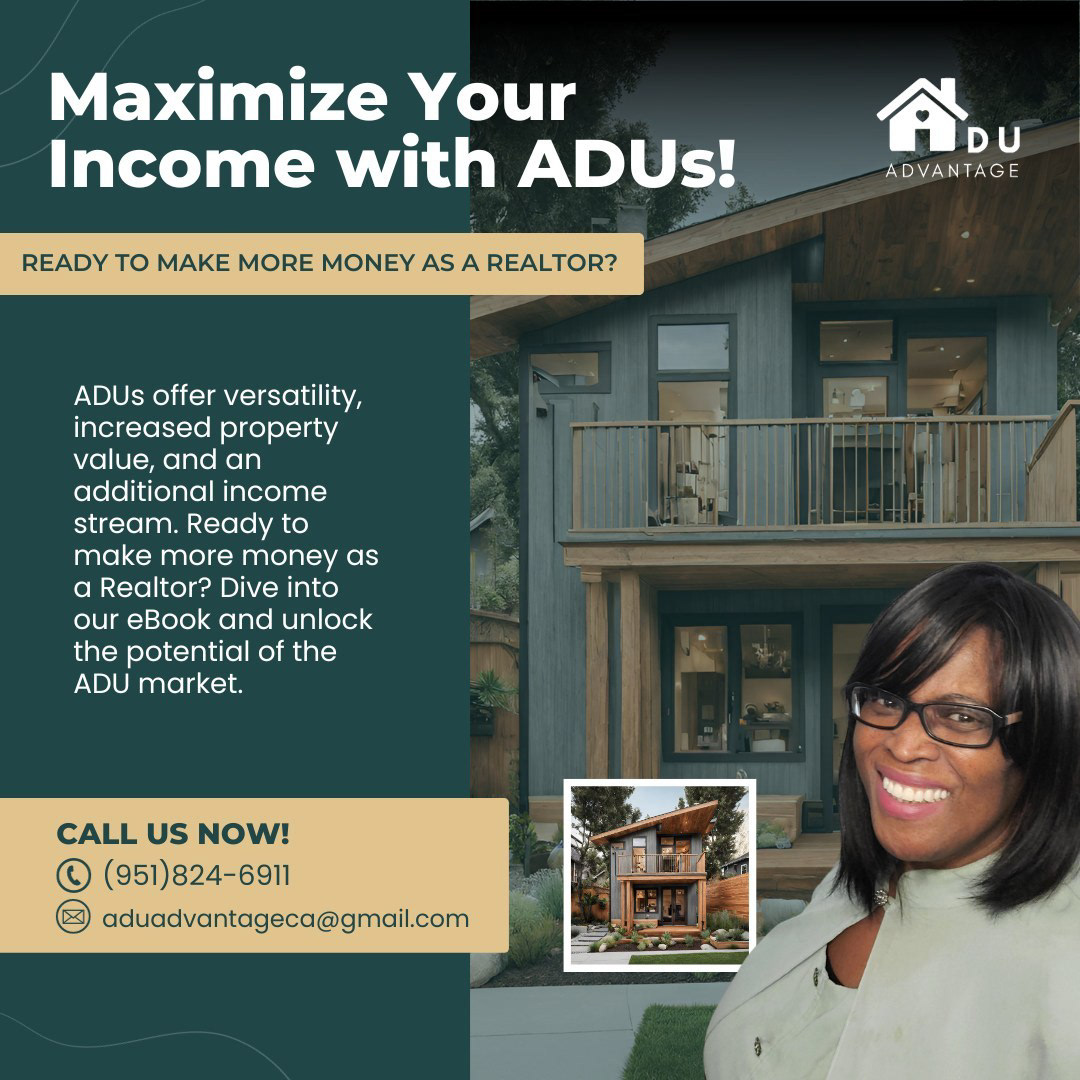 Maximize Your
Income with ADUs!
DU
ADVANTAGE
READY TO MAKE MORE MONEY AS A REALTOR?
ADUs offer versatility,
increased property
value, and an
additional income
stream. Ready to
make more money as
a Realtor? Dive into
our eBook and unlock
the potential of the
ADU market.
CALL US NOW!
(951)824-6911
aduadvantageca@gmail.com